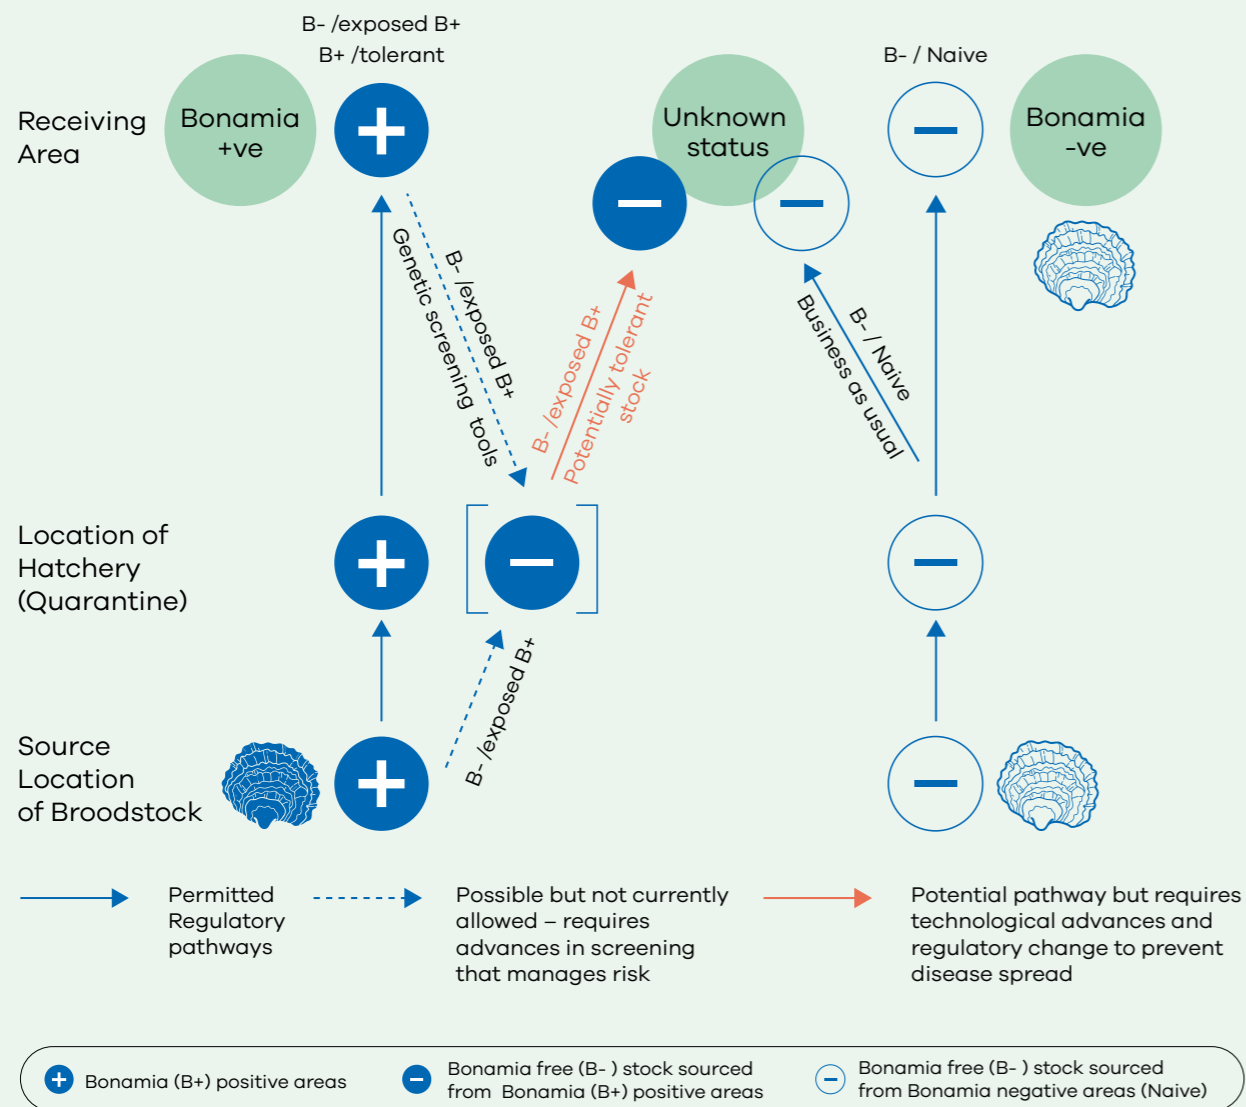 B- /exposed B+
B+ /tolerant
B- / Naive
Receiving
Area
Bonamia
+ve
Unknown
status
Bonamia
-ve
B- /exposed B+
Genetic screening tools
B- /exposed B+
Potentially tolerant
stock
B- / Naive
Business as usual
Location of
Hatchery
(Quarantine)
B- /exposed B+
Source
Location
of Broodstock
Permitted
Regulatory
pathways
Possible but not currently
allowed – requires
advances in screening
that manages risk
Potential pathway but requires
technological advances and
regulatory change to prevent
disease spread
Bonamia (B+) positive areas
Bonamia free (B- ) stock sourced
from Bonamia (B+) positive areas
Bonamia free (B- ) stock sourced
from Bonamia negative areas (Naive)